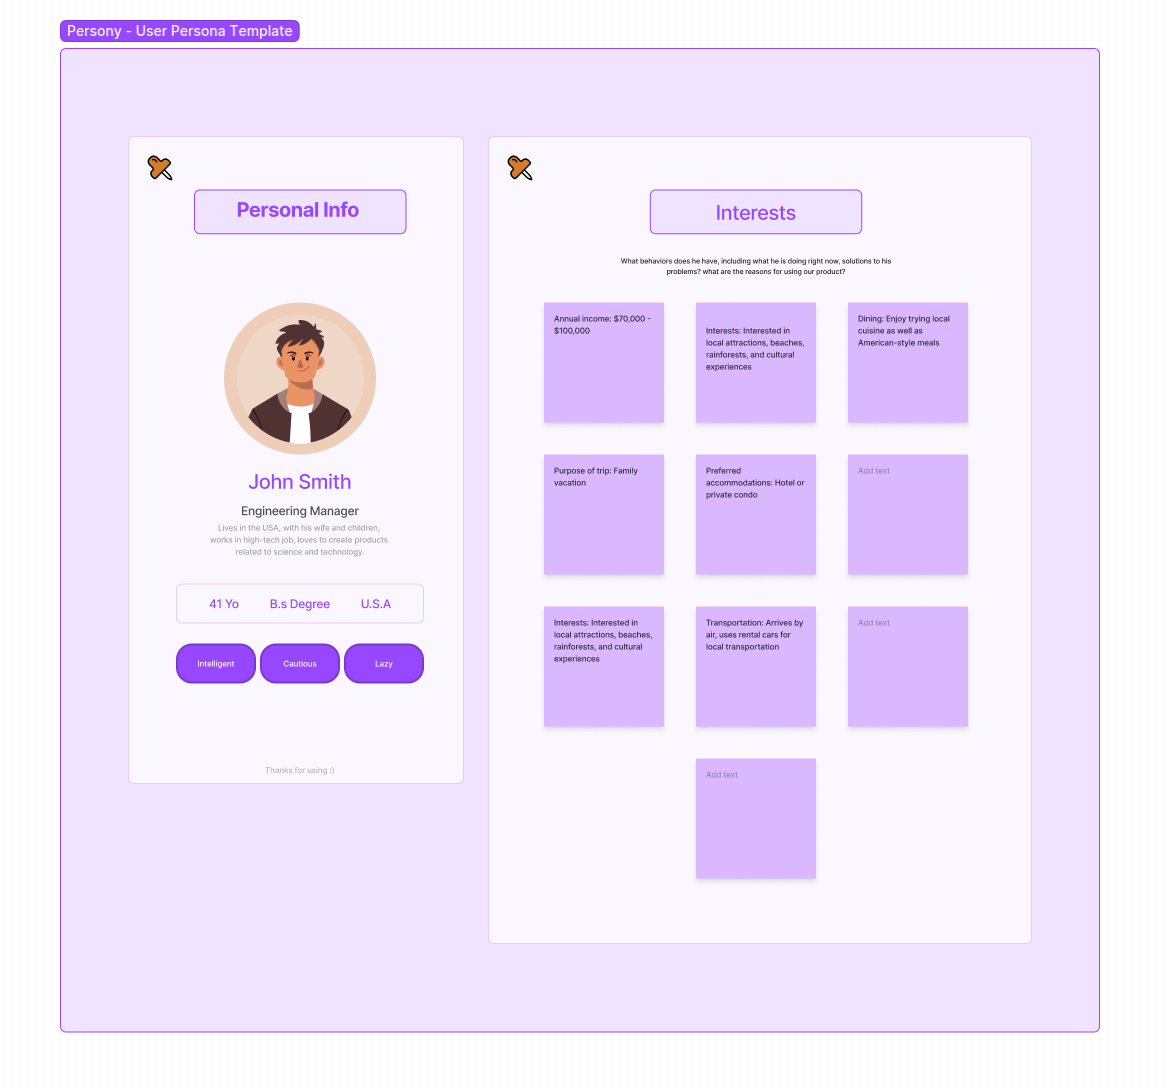 Persony - User Persona Template
Personal Info
John Smith
Engineering Manager
Lives in the USA, with his wife and children,
works in high-tech job, loves to create products
related to science and technology.
41 Yo B.s Degree U.S.A
Intelligent Cautious Lazy
Thanks for using :)
Interests
What behaviors does he have, including what he is doing right now, solutions to his
problems? what are the reasons for using our product?
Annual income: $70,000 -
$100,000
Interests: Interested in
local attractions, beaches,
rainforests, and cultural
experiences
Dining: Enjoy trying local
cuisine as well as
American-style meals
Purpose of trip: Family
vacation
Preferred
accommodations: Hotel or
private condo
Add text
Interests: Interested in
local attractions, beaches,
rainforests, and cultural
experiences
Transportation: Arrives by
air, uses rental cars for
local transportation
Add text
Add text